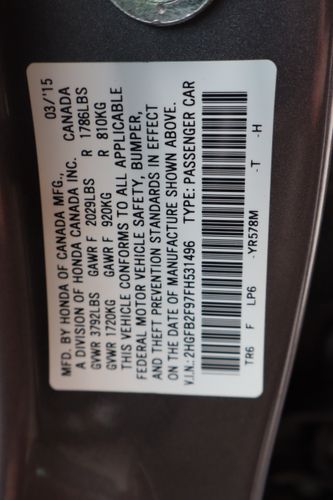 MFD. BY HONDA OF CANADA MFG., 03/'15
A DIVISION OF HONDA CANADA INC. CANADA
GVWR 3792LBS GAWR F 2029LBS R 1786LBS
GVWR 1720KG GAWR F 920KG R 810KG
THIS VEHICLE CONFORMS TO ALL APPLICABLE
FEDERAL MOTOR VEHICLE SAFETY, BUMPER,
AND THEFT PREVENTION STANDARDS IN EFFECT
ON THE DATE OF MANUFACTURE SHOWN ABOVE.
V.I.N.: 2HGFB2F97FH531496 TYPE: PASSENGER CAR
TR6 F LP6 -YR578M -T -H